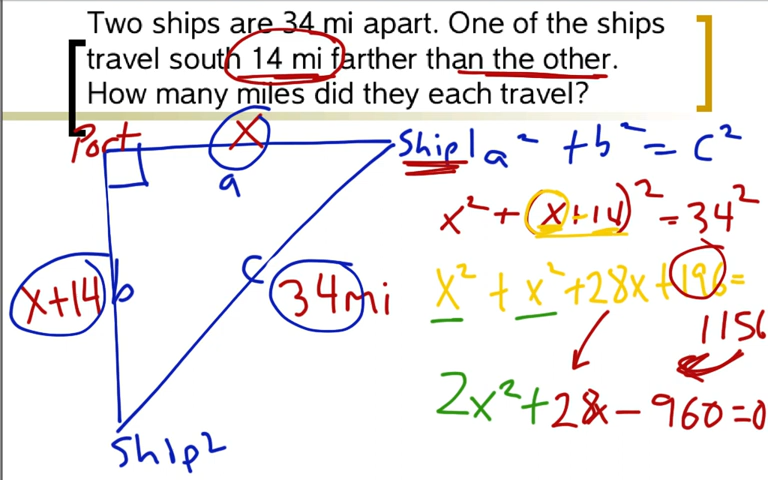 Two ships are 34 mi apart. One of the ships
travel south 14 mi farther than the other.
How many miles did they each travel?
Port
x
Ship1
a
a² + b² = c²
x² + (x+14)² = 34²
x+14
b
c
34mi
x² + x² + 28x + 196 =
1156
2x² + 28x - 960 = 0
Ship2